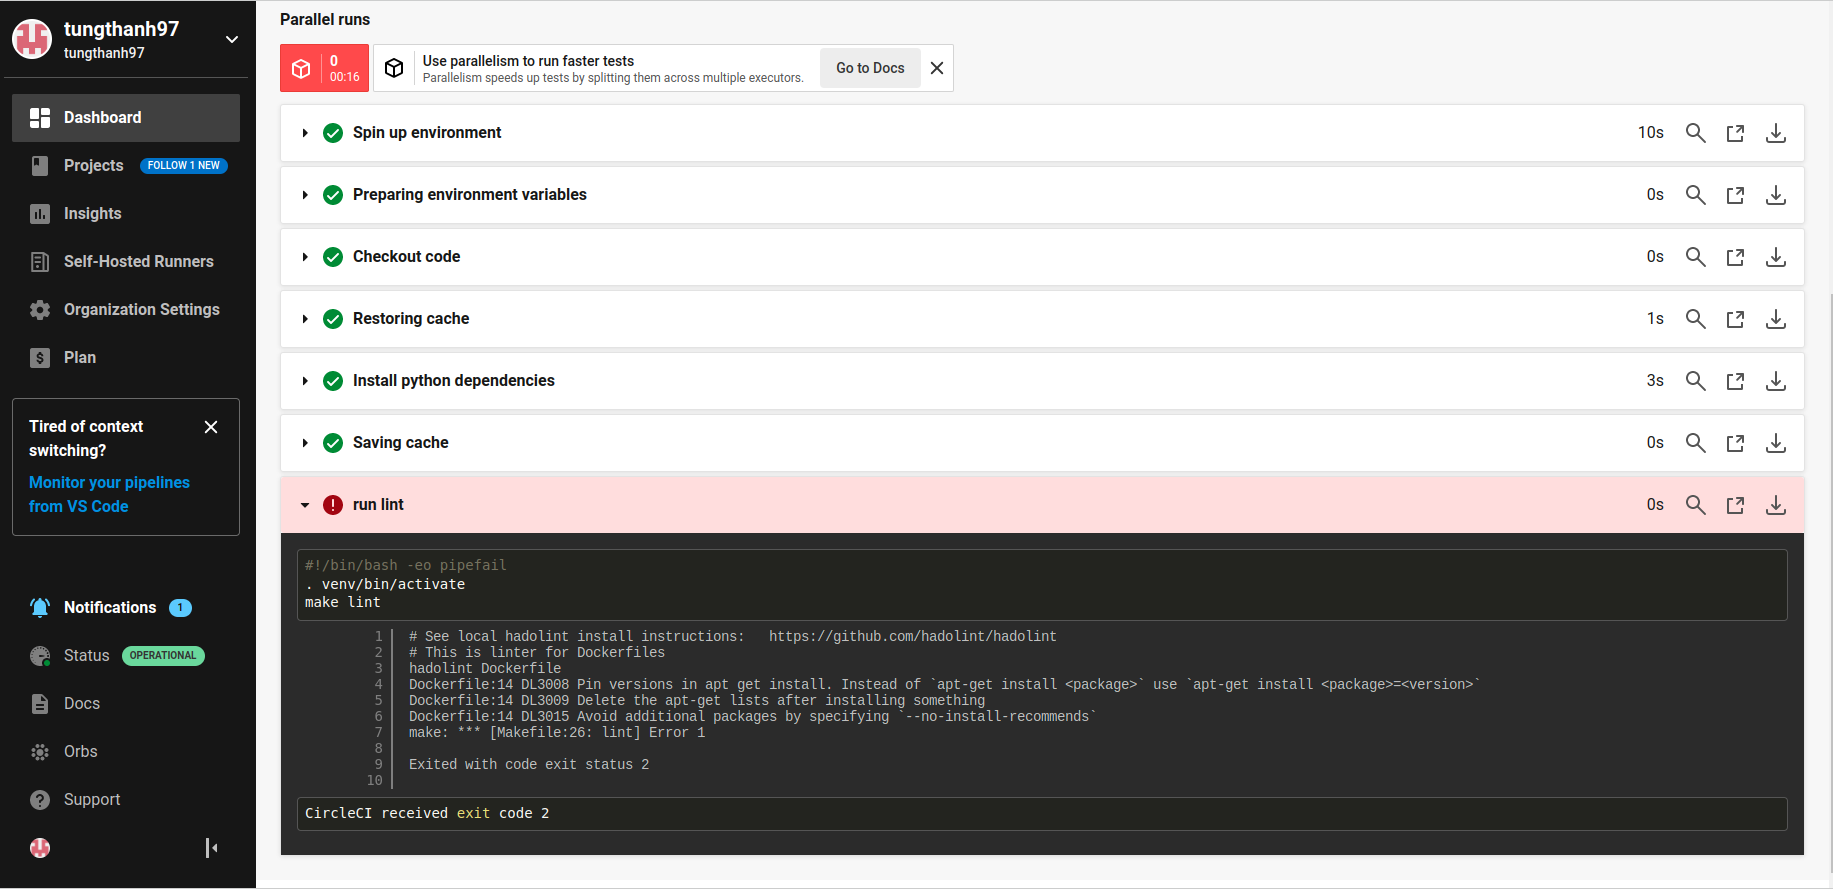 tungthanh97
tungthanh97
Dashboard
Projects FOLLOW 1 NEW
Insights
Self-Hosted Runners
Organization Settings
Plan
Tired of context
switching?
Monitor your pipelines
from VS Code
Notifications 1
Status OPERATIONAL
Docs
Orbs
Support
Parallel runs
0
00:16
Use parallelism to run faster tests
Parallelism speeds up tests by splitting them across multiple executors.
Go to Docs
Spin up environment 10s
Preparing environment variables 0s
Checkout code 0s
Restoring cache 1s
Install python dependencies 3s
Saving cache 0s
run lint 0s
#!/bin/bash -eo pipefail
. venv/bin/activate
make lint
1 # See local hadolint install instructions:   https://github.com/hadolint/hadolint
2 # This is linter for Dockerfiles
3 hadolint Dockerfile
4 Dockerfile:14 DL3008 Pin versions in apt get install. Instead of `apt-get install <package>` use `apt-get install <package>=<version>`
5 Dockerfile:14 DL3009 Delete the apt-get lists after installing something
6 Dockerfile:14 DL3015 Avoid additional packages by specifying `--no-install-recommends`
7 make: *** [Makefile:26: lint] Error 1
8
9 Exited with code exit status 2
10
CircleCI received exit code 2